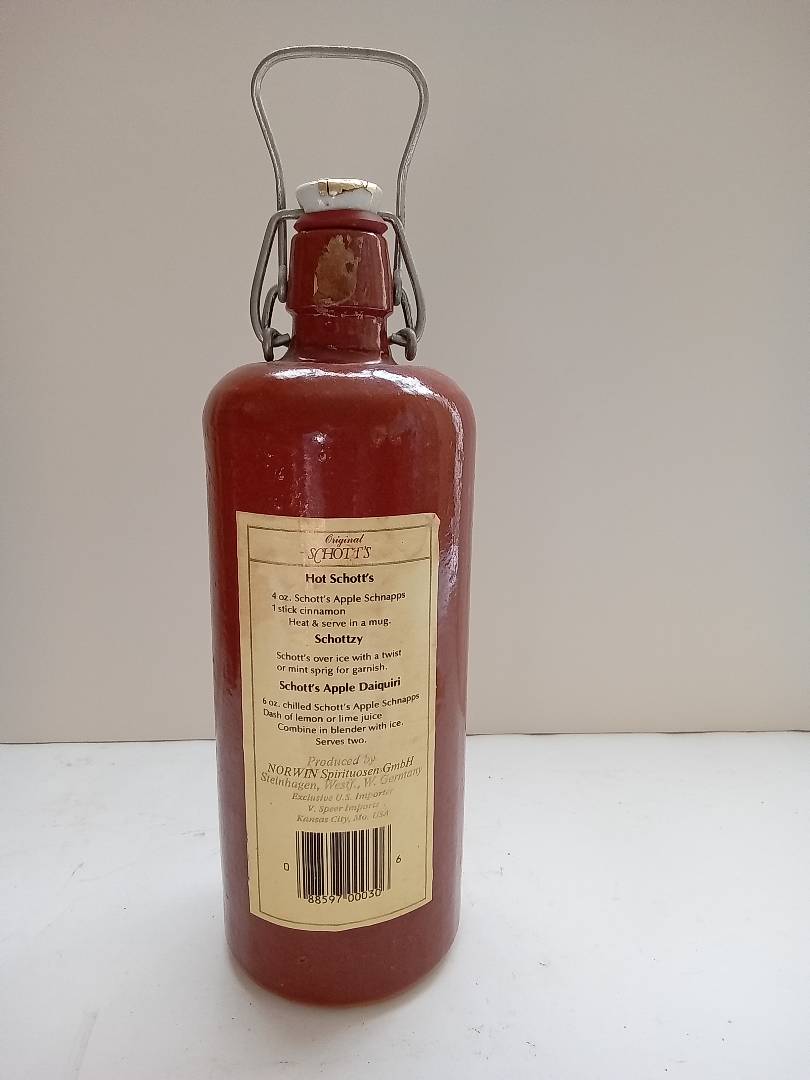 Original
SCHOTT'S
Hot Schott's
4 oz. Schott's Apple Schnapps
1 stick cinnamon
Heat & serve in a mug.
Schottzy
Schott's over ice with a twist
or mint sprig for garnish.
Schott's Apple Daiquiri
6 oz. chilled Schott's Apple Schnapps
Dash of lemon or lime juice
Combine in blender with ice.
Serves two.
Produced by
NORWIN Spirituosen GmbH
Steinhagen, Westf., W. Germany
Exclusive U.S. Importer
V. Speer Imports
Kansas City, Mo. USA
0 88597 00030 6